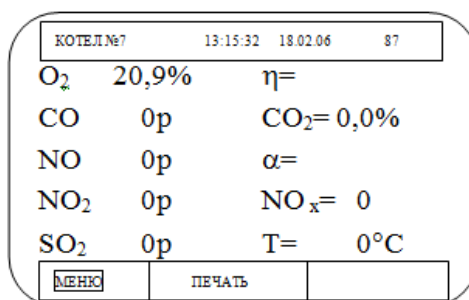 КОТЕЛ №7 13:15:32 18.02.06 87
O₂ 20,9% η=
CO 0p CO₂= 0,0%
NO 0p α=
NO₂ 0p NOₓ= 0
SO₂ 0p T= 0°C
МЕНЮ ПЕЧАТЬ